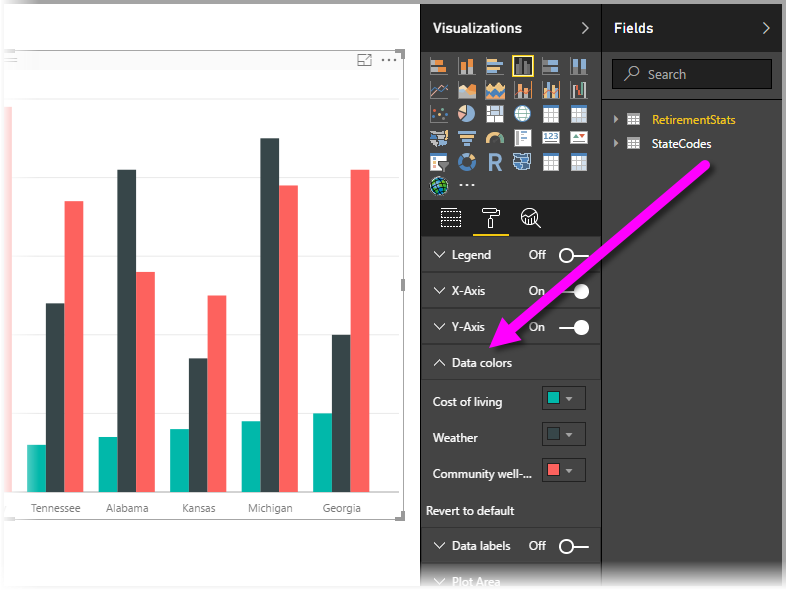 Visualizations
Fields
Search
RetirementStats
StateCodes
123
R
Legend Off
X-Axis On
Y-Axis On
Data colors
Cost of living
Weather
Community well-...
Revert to default
Data labels Off
Plot Area
Tennessee Alabama Kansas Michigan Georgia